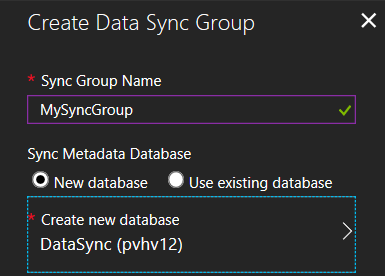 Create Data Sync Group
* Sync Group Name
MySyncGroup
Sync Metadata Database
New database Use existing database
* Create new database
DataSync (pvhv12)